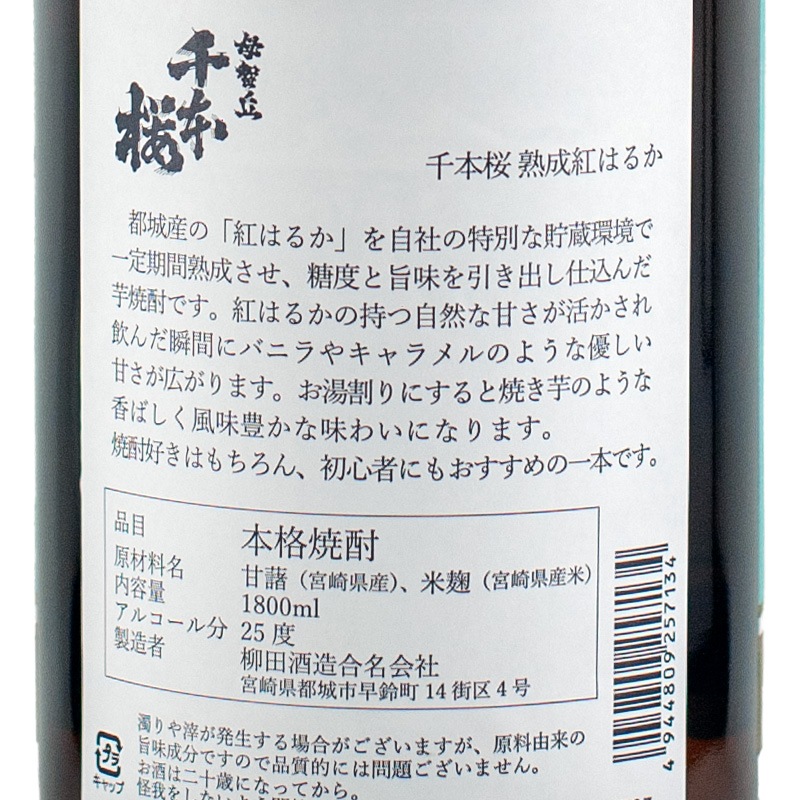 母智丘
千本桜
千本桜 熟成紅はるか
都城産の「紅はるか」を自社の特別な貯蔵環境で
一定期間熟成させ、糖度と旨味を引き出し仕込んだ
芋焼酎です。紅はるかの持つ自然な甘さが活かされ
飲んだ瞬間にバニラやキャラメルのような優しい
甘さが広がります。お湯割りにすると焼き芋のような
香ばしく風味豊かな味わいになります。
焼酎好きはもちろん、初心者にもおすすめの一本です。
品目 本格焼酎
原材料名 甘藷（宮崎県産）、米麹（宮崎県産米）
内容量 1800ml
アルコール分 25度
製造者 柳田酒造合名会社
宮崎県都城市早鈴町14街区4号
4944809257134
濁りや滓が発生する場合がございますが、原料由来の
旨味成分ですので品質的には問題ございません。
お酒は二十歳になってから。
プラ
キャップ